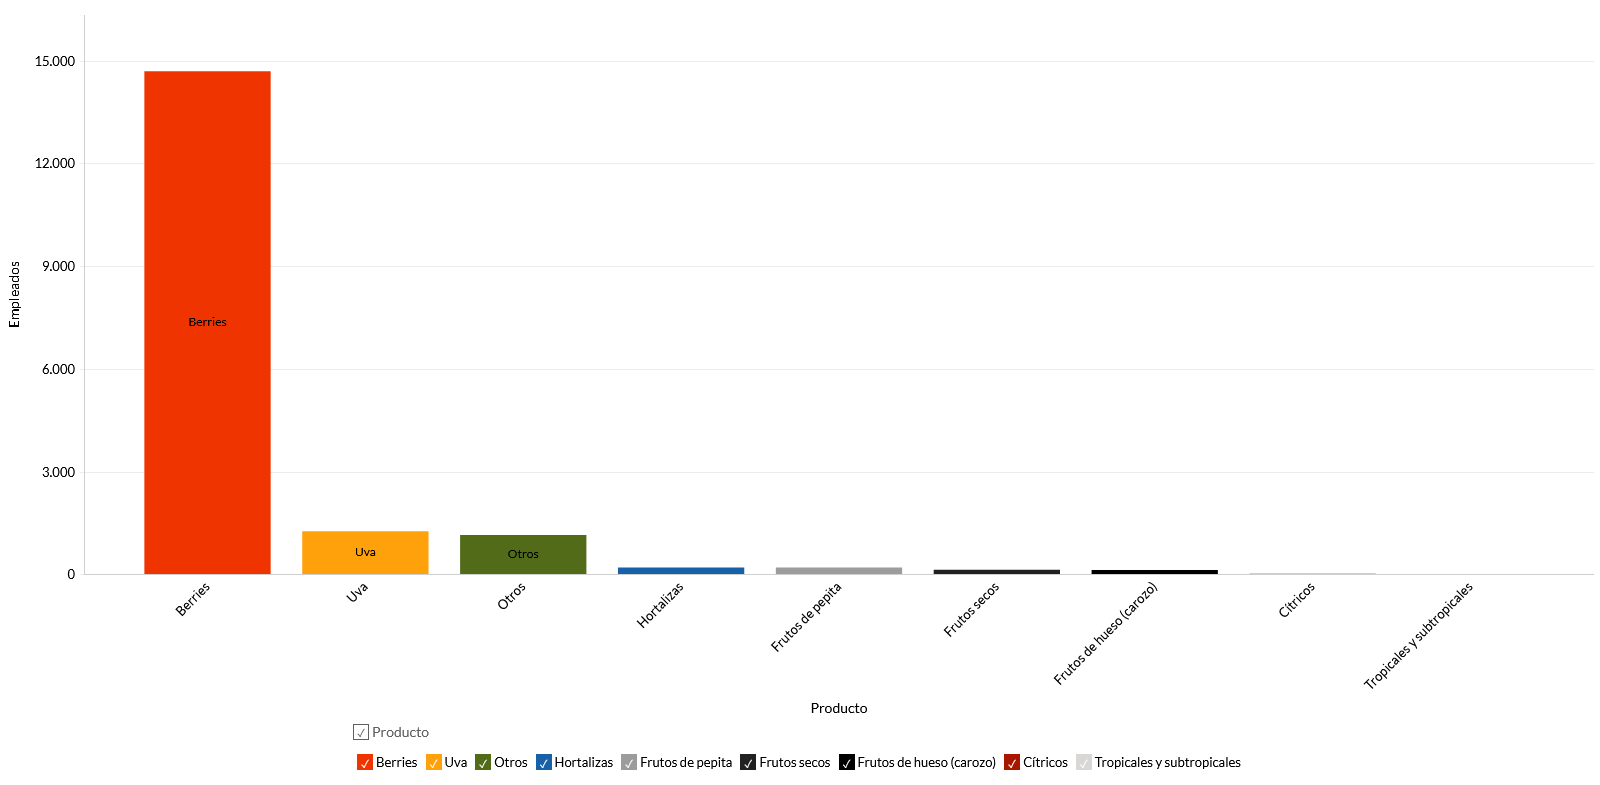 15.000
12.000
9.000
6.000
3.000
0
Empleados
Berries
Uva
Otros
Berries
Uva
Otros
Hortalizas
Frutos de pepita
Frutos secos
Frutos de hueso (carozo)
Cítricos
Tropicales y subtropicales
Producto
Producto
Berries Uva Otros Hortalizas Frutos de pepita Frutos secos Frutos de hueso (carozo) Cítricos Tropicales y subtropicales